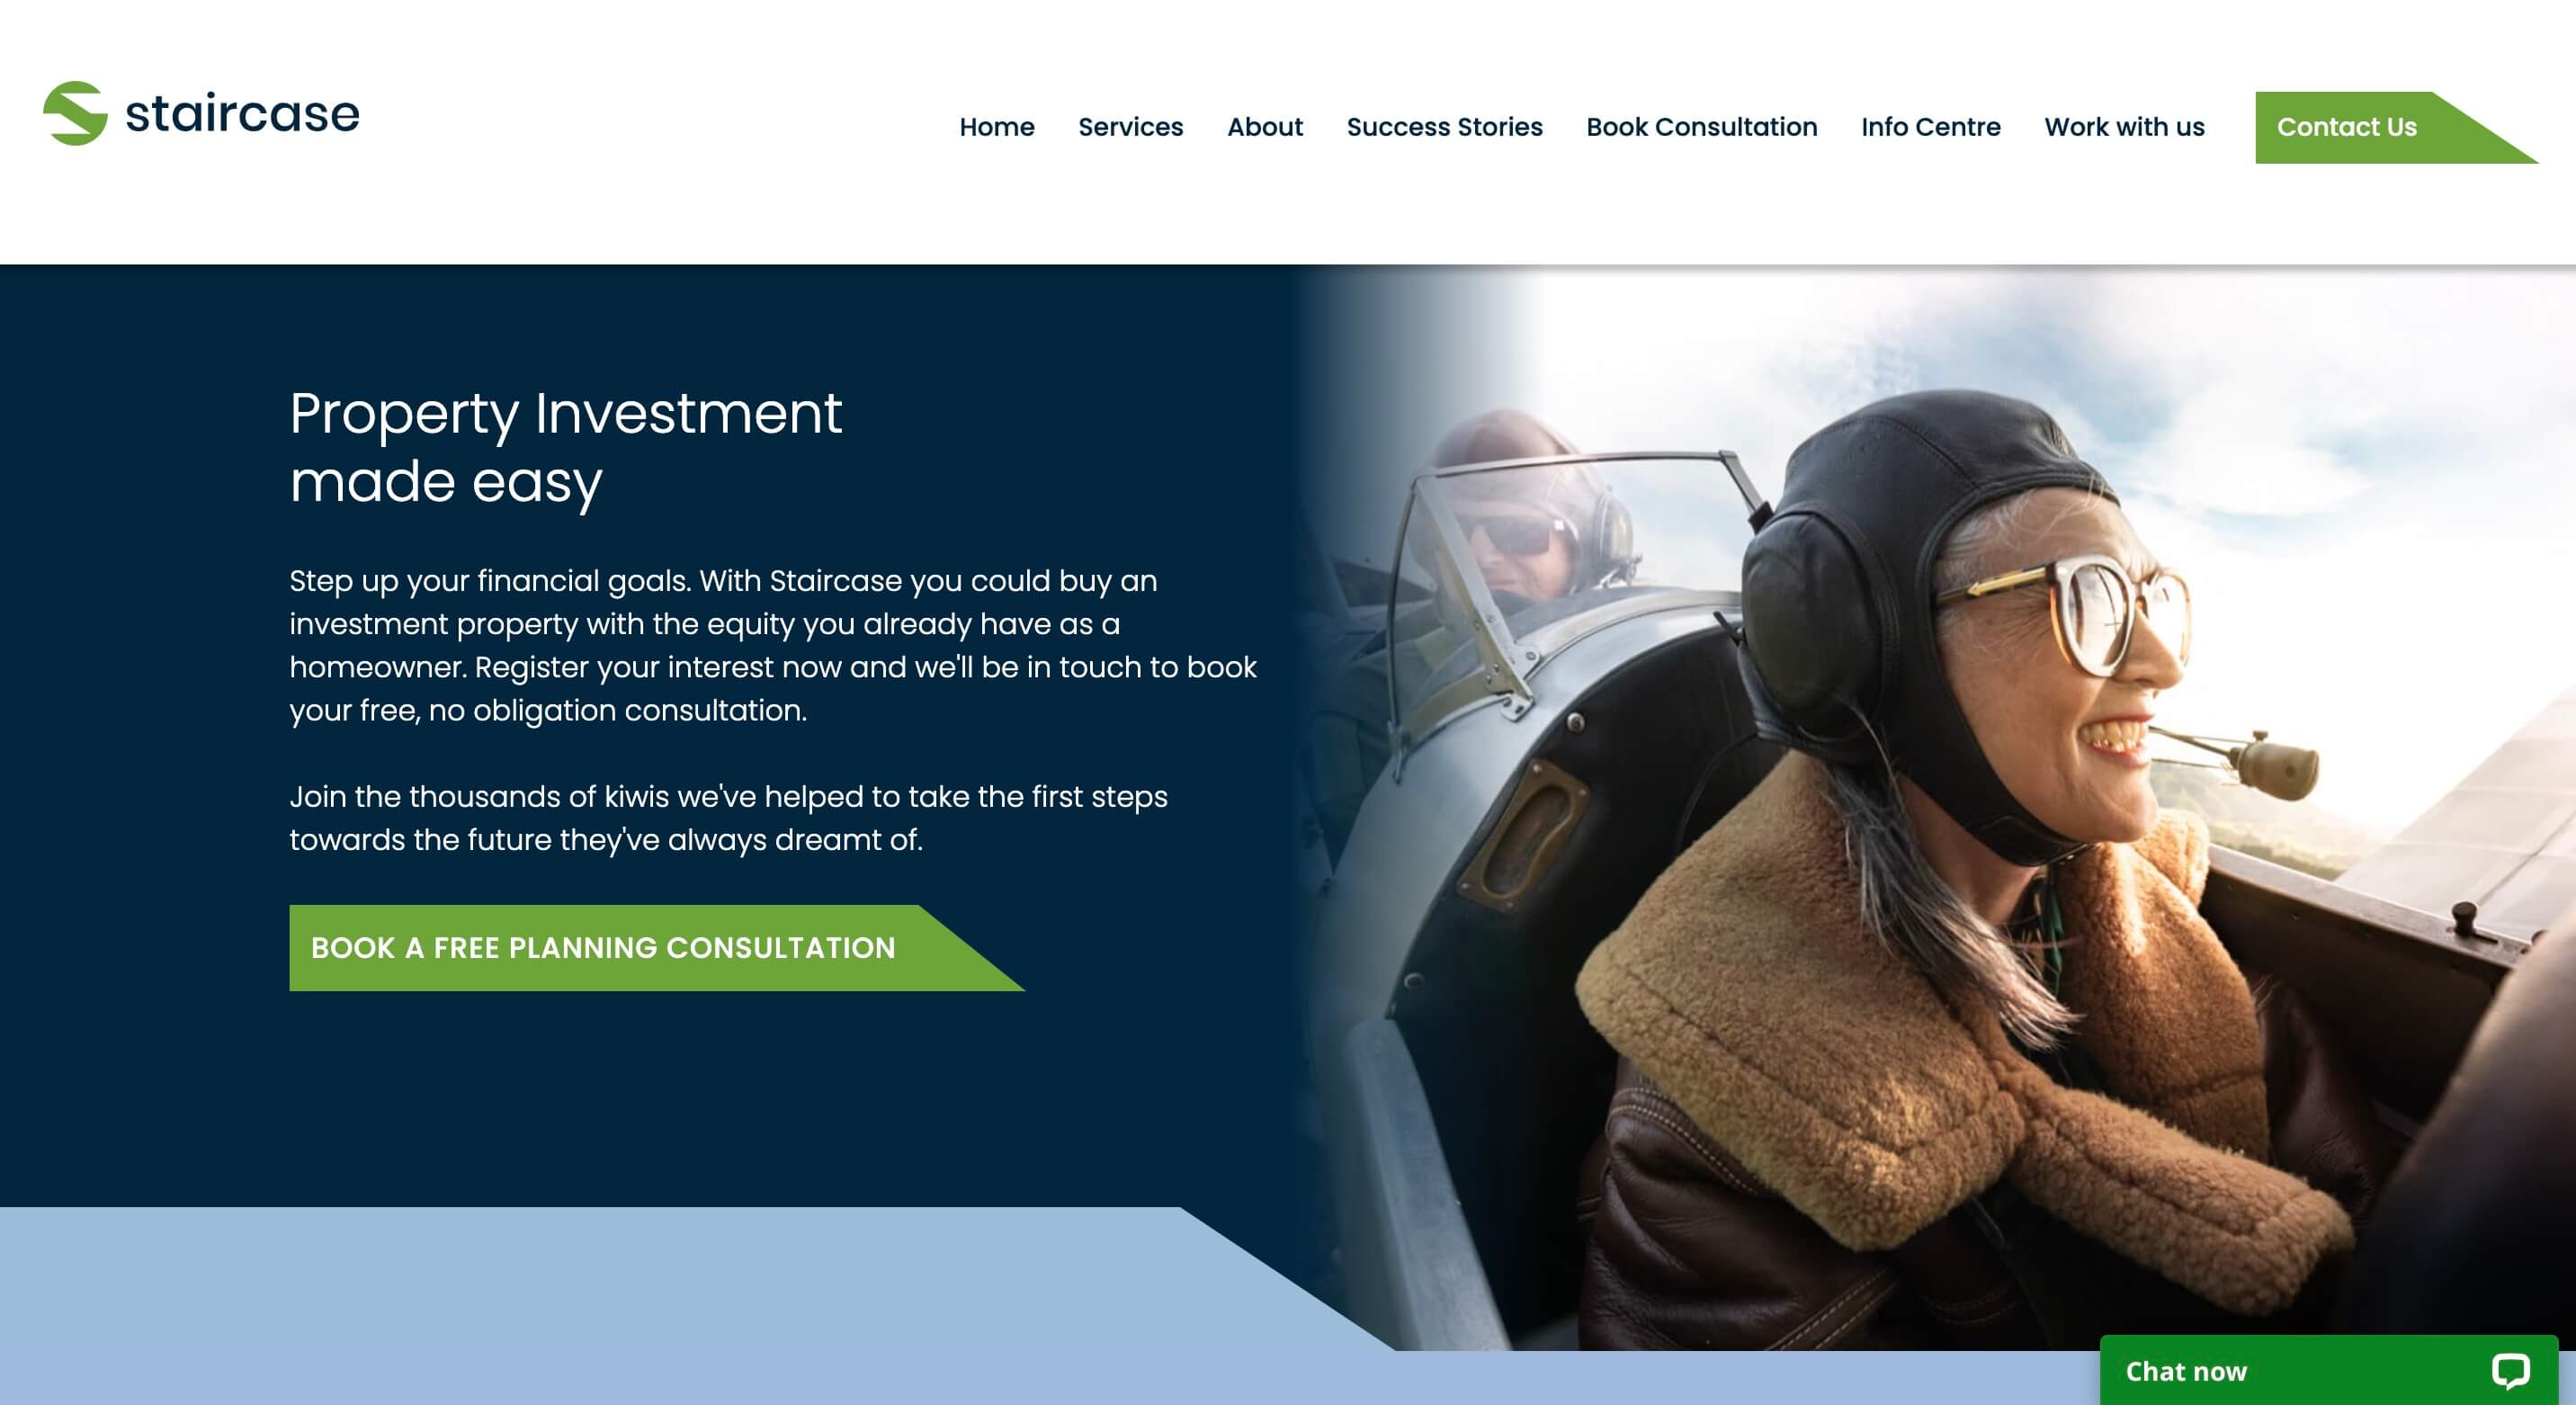 staircase
Home
Services
About
Success Stories
Book Consultation
Info Centre
Work with us
Contact Us
Property Investment
made easy
Step up your financial goals. With Staircase you could buy an
investment property with the equity you already have as a
homeowner. Register your interest now and we'll be in touch to book
your free, no obligation consultation.
Join the thousands of kiwis we've helped to take the first steps
towards the future they've always dreamt of.
BOOK A FREE PLANNING CONSULTATION
Chat now